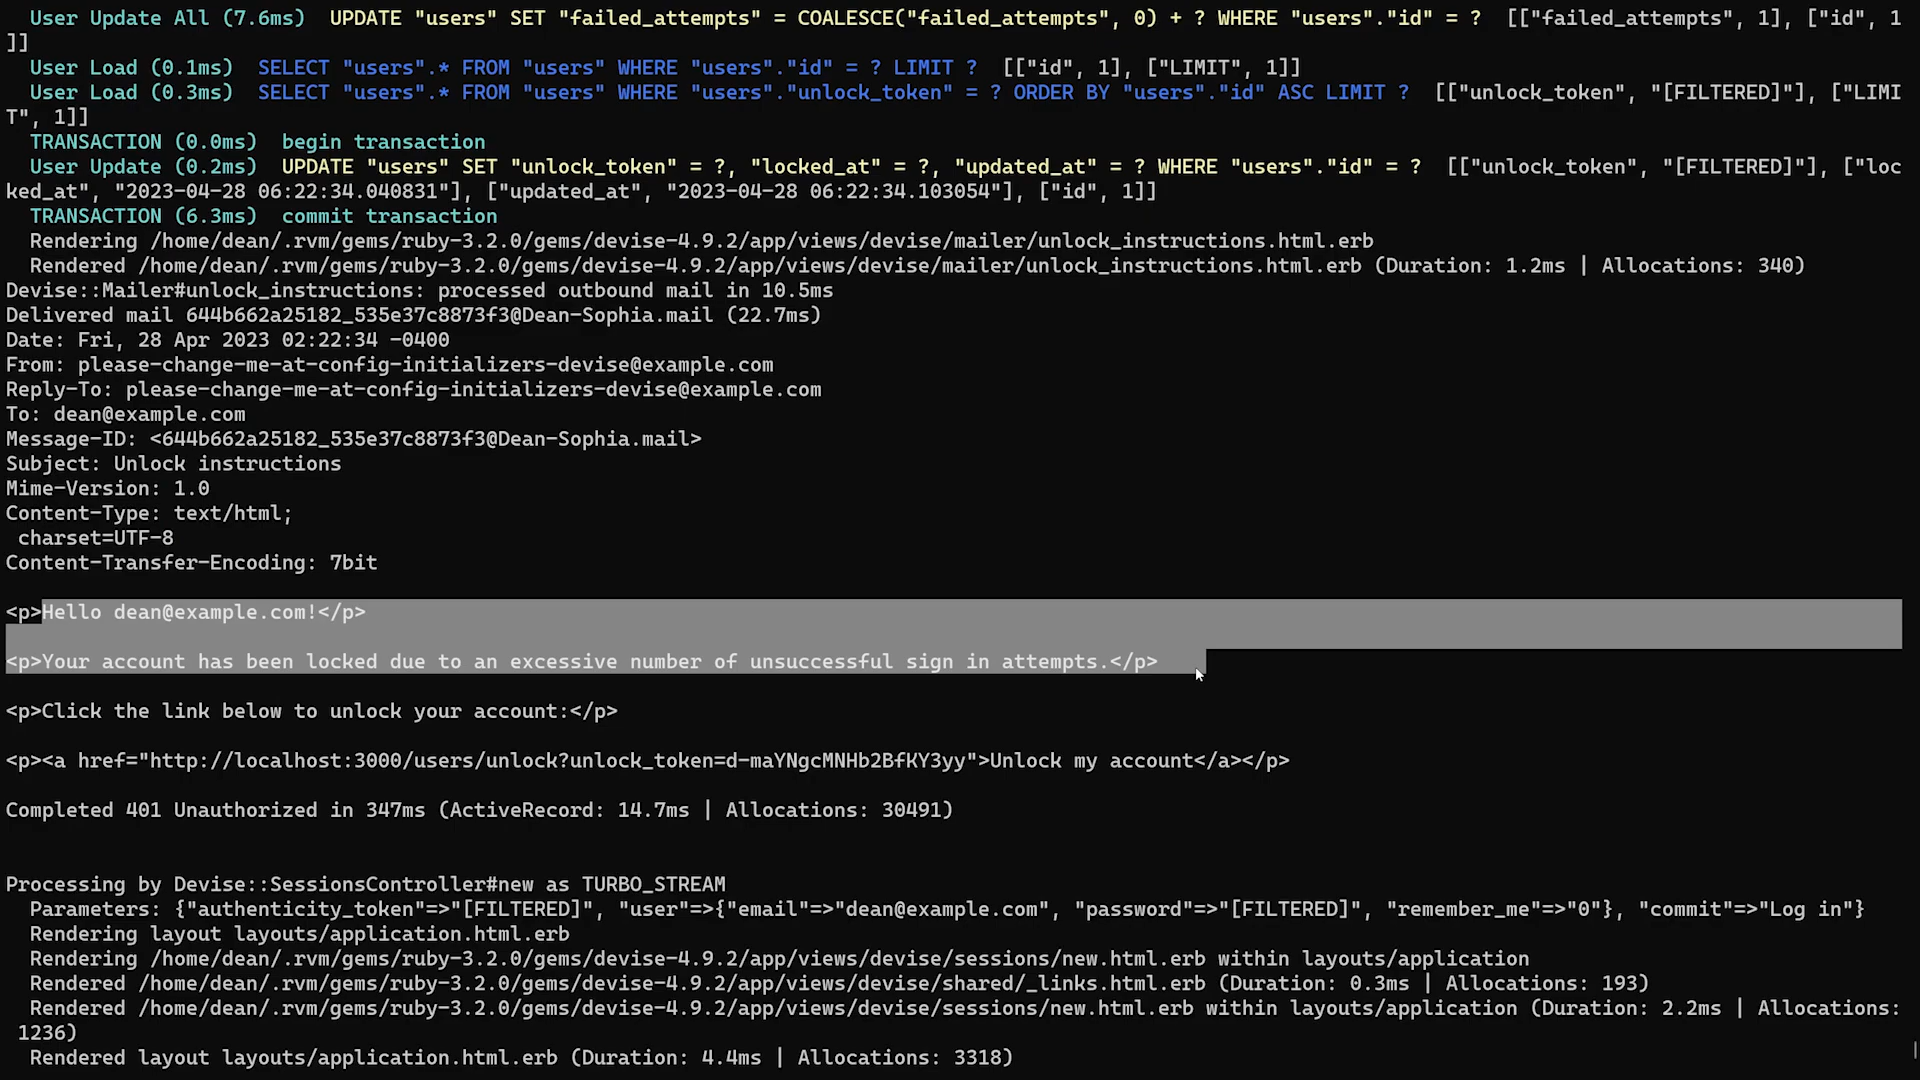 User Update All (7.6ms)  UPDATE "users" SET "failed_attempts" = COALESCE("failed_attempts", 0) + ? WHERE "users"."id" = ?  [["failed_attempts", 1], ["id", 1
]]
User Load (0.1ms)  SELECT "users".* FROM "users" WHERE "users"."id" = ? LIMIT ?  [["id", 1], ["LIMIT", 1]]
User Load (0.3ms)  SELECT "users".* FROM "users" WHERE "users"."unlock_token" = ? ORDER BY "users"."id" ASC LIMIT ?  [["unlock_token", "[FILTERED]"], ["LIMI
T", 1]]
TRANSACTION (0.0ms)  begin transaction
User Update (0.2ms)  UPDATE "users" SET "unlock_token" = ?, "locked_at" = ?, "updated_at" = ? WHERE "users"."id" = ?  [["unlock_token", "[FILTERED]"], ["loc
ked_at", "2023-04-28 06:22:34.040831"], ["updated_at", "2023-04-28 06:22:34.103054"], ["id", 1]]
TRANSACTION (6.3ms)  commit transaction
Rendering /home/dean/.rvm/gems/ruby-3.2.0/gems/devise-4.9.2/app/views/devise/mailer/unlock_instructions.html.erb
Rendered /home/dean/.rvm/gems/ruby-3.2.0/gems/devise-4.9.2/app/views/devise/mailer/unlock_instructions.html.erb (Duration: 1.2ms | Allocations: 340)
Devise::Mailer#unlock_instructions: processed outbound mail in 10.5ms
Delivered mail 644b662a25182_535e37c8873f3@Dean-Sophia.mail (22.7ms)
Date: Fri, 28 Apr 2023 02:22:34 -0400
From: please-change-me-at-config-initializers-devise@example.com
Reply-To: please-change-me-at-config-initializers-devise@example.com
To: dean@example.com
Message-ID: <644b662a25182_535e37c8873f3@Dean-Sophia.mail>
Subject: Unlock instructions
Mime-Version: 1.0
Content-Type: text/html;
charset=UTF-8
Content-Transfer-Encoding: 7bit
<p>Hello dean@example.com!</p>
<p>Your account has been locked due to an excessive number of unsuccessful sign in attempts.</p>
<p>Click the link below to unlock your account:</p>
<p><a href="http://localhost:3000/users/unlock?unlock_token=d-maYNgcMNHb2BfKY3yy">Unlock my account</a></p>
Completed 401 Unauthorized in 347ms (ActiveRecord: 14.7ms | Allocations: 30491)
Processing by Devise::SessionsController#new as TURBO_STREAM
Parameters: {"authenticity_token"=>"[FILTERED]", "user"=>{"email"=>"dean@example.com", "password"=>"[FILTERED]", "remember_me"=>"0"}, "commit"=>"Log in"}
Rendering layout layouts/application.html.erb
Rendering /home/dean/.rvm/gems/ruby-3.2.0/gems/devise-4.9.2/app/views/devise/sessions/new.html.erb within layouts/application
Rendered /home/dean/.rvm/gems/ruby-3.2.0/gems/devise-4.9.2/app/views/devise/shared/_links.html.erb (Duration: 0.3ms | Allocations: 193)
Rendered /home/dean/.rvm/gems/ruby-3.2.0/gems/devise-4.9.2/app/views/devise/sessions/new.html.erb within layouts/application (Duration: 2.2ms | Allocations:
1236)
Rendered layout layouts/application.html.erb (Duration: 4.4ms | Allocations: 3318)